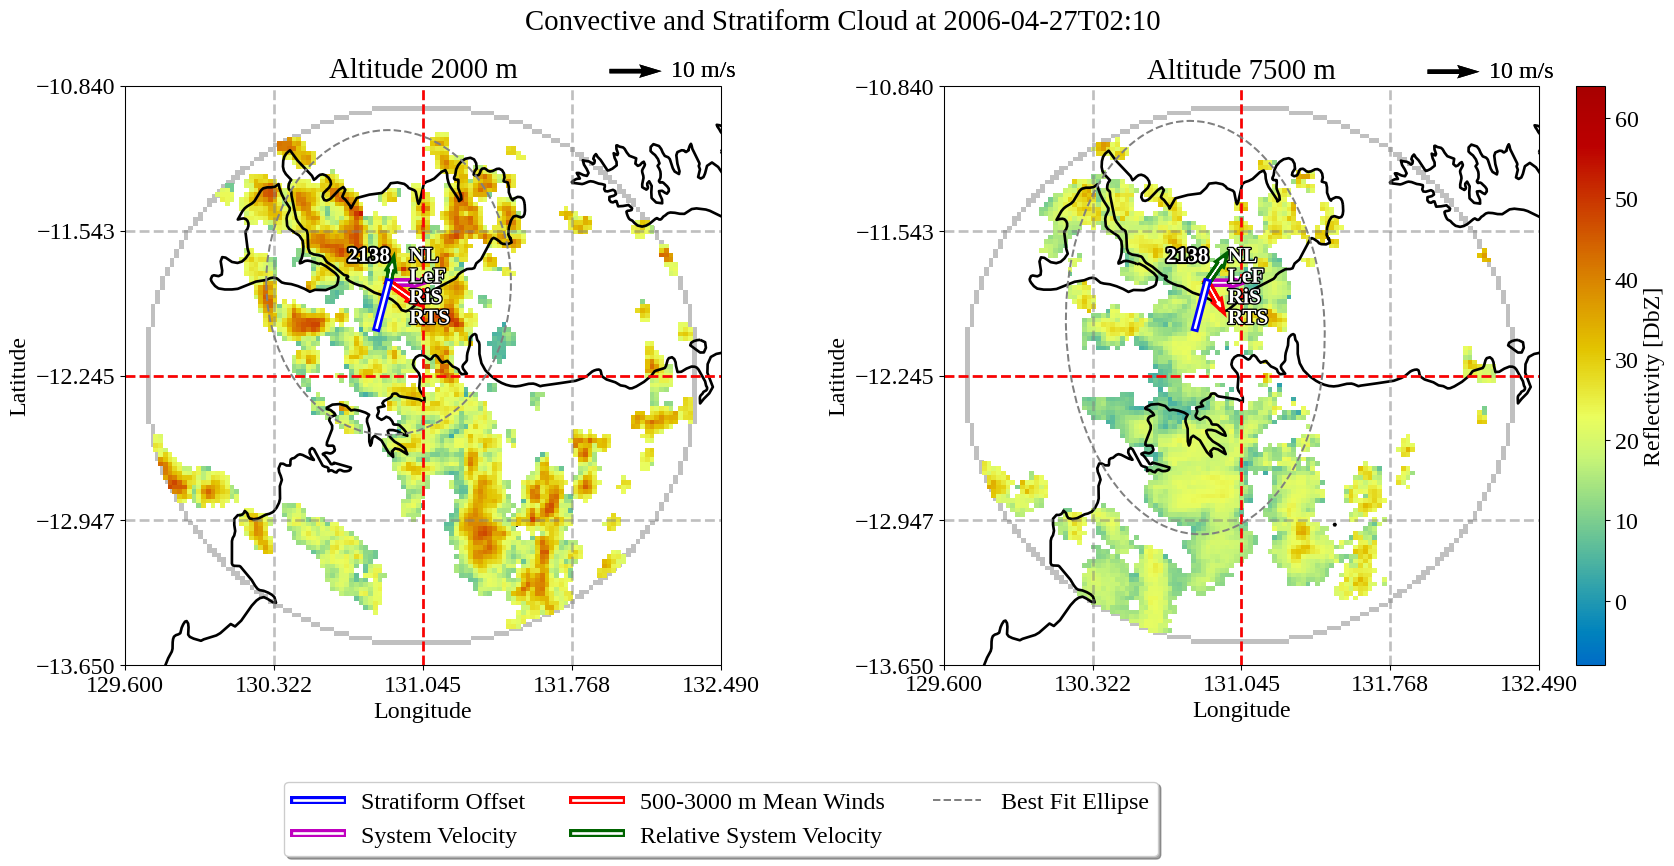 Convective and Stratiform Cloud at 2006-04-27T02:10
Altitude 2000 m
10 m/s
−10.840
−11.543
−12.245
−12.947
−13.650
Latitude
129.600
130.322
131.045
131.768
132.490
Longitude
2138
NL
LeF
RiS
RTS
Altitude 7500 m
10 m/s
−10.840
−11.543
−12.245
−12.947
−13.650
Latitude
129.600
130.322
131.045
131.768
132.490
Longitude
2138
NL
LeF
RiS
RTS
60
50
40
30
20
10
0
Reflectivity [DbZ]
Stratiform Offset
System Velocity
500-3000 m Mean Winds
Relative System Velocity
Best Fit Ellipse